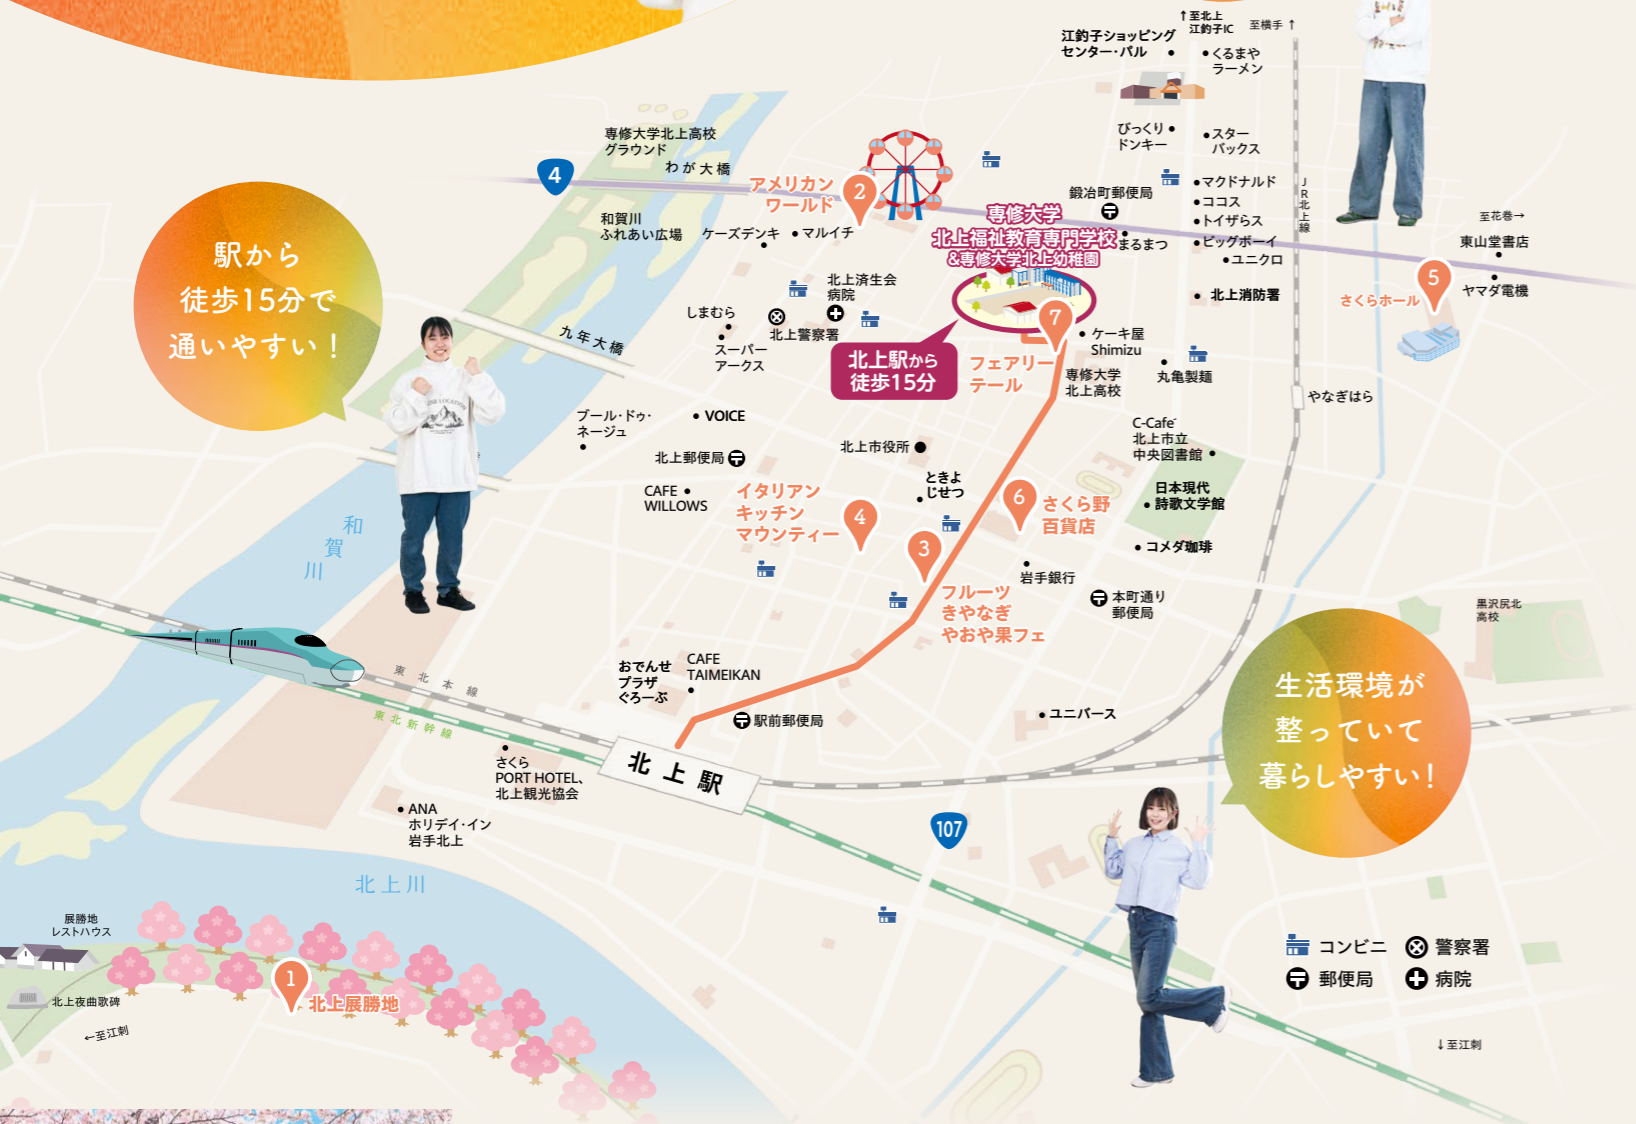 ↑至北上
江釣子IC
至横手 ↑
江釣子ショッピング
センター・パル
くるまや
ラーメン
びっくり
ドンキー
スター
バックス
専修大学北上高校
グラウンド
わが大橋
4
アメリカン
ワールド
2
鍛冶町郵便局
マクドナルド
ココス
トイザらス
ビッグボーイ
ユニクロ
JR北上線
至花巻→
東山堂書店
ヤマダ電機
5
さくらホール
和賀川
ふれあい広場
ケーズデンキ
マルイチ
専修大学
北上福祉教育専門学校
&専修大学北上幼稚園
まるまつ
北上消防署
駅から
徒歩15分で
通いやすい!
北上済生会
病院
しまむら
北上警察署
スーパー
アークス
九年大橋
北上駅から
徒歩15分
7
フェアリー
テール
ケーキ屋
Shimizu
専修大学
北上高校
丸亀製麺
やなぎはら
プール・ドゥ・
ネージュ
VOICE
北上郵便局
北上市役所
C-Cafe
北上市立
中央図書館
CAFE
WILLOWS
イタリアン
キッチン
マウンティー
4
ときよ
じせつ
6
さくら野
百貨店
日本現代
詩歌文学館
コメダ珈琲
3
フルーツ
きやなぎ
やおや果フェ
岩手銀行
本町通り
郵便局
黒沢尻北
高校
和賀川
東北本線
東北新幹線
おでんせ
プラザ
ぐろーぶ
CAFE
TAIMEIKAN
駅前郵便局
ユニバース
生活環境が
整っていて
暮らしやすい!
北上駅
さくら
PORT HOTEL、
北上観光協会
ANA
ホリデイ・イン
岩手北上
107
北上川
展勝地
レストハウス
1
北上展勝地
北上夜曲歌碑
←至江刺
コンビニ
警察署
郵便局
病院
↓至江刺